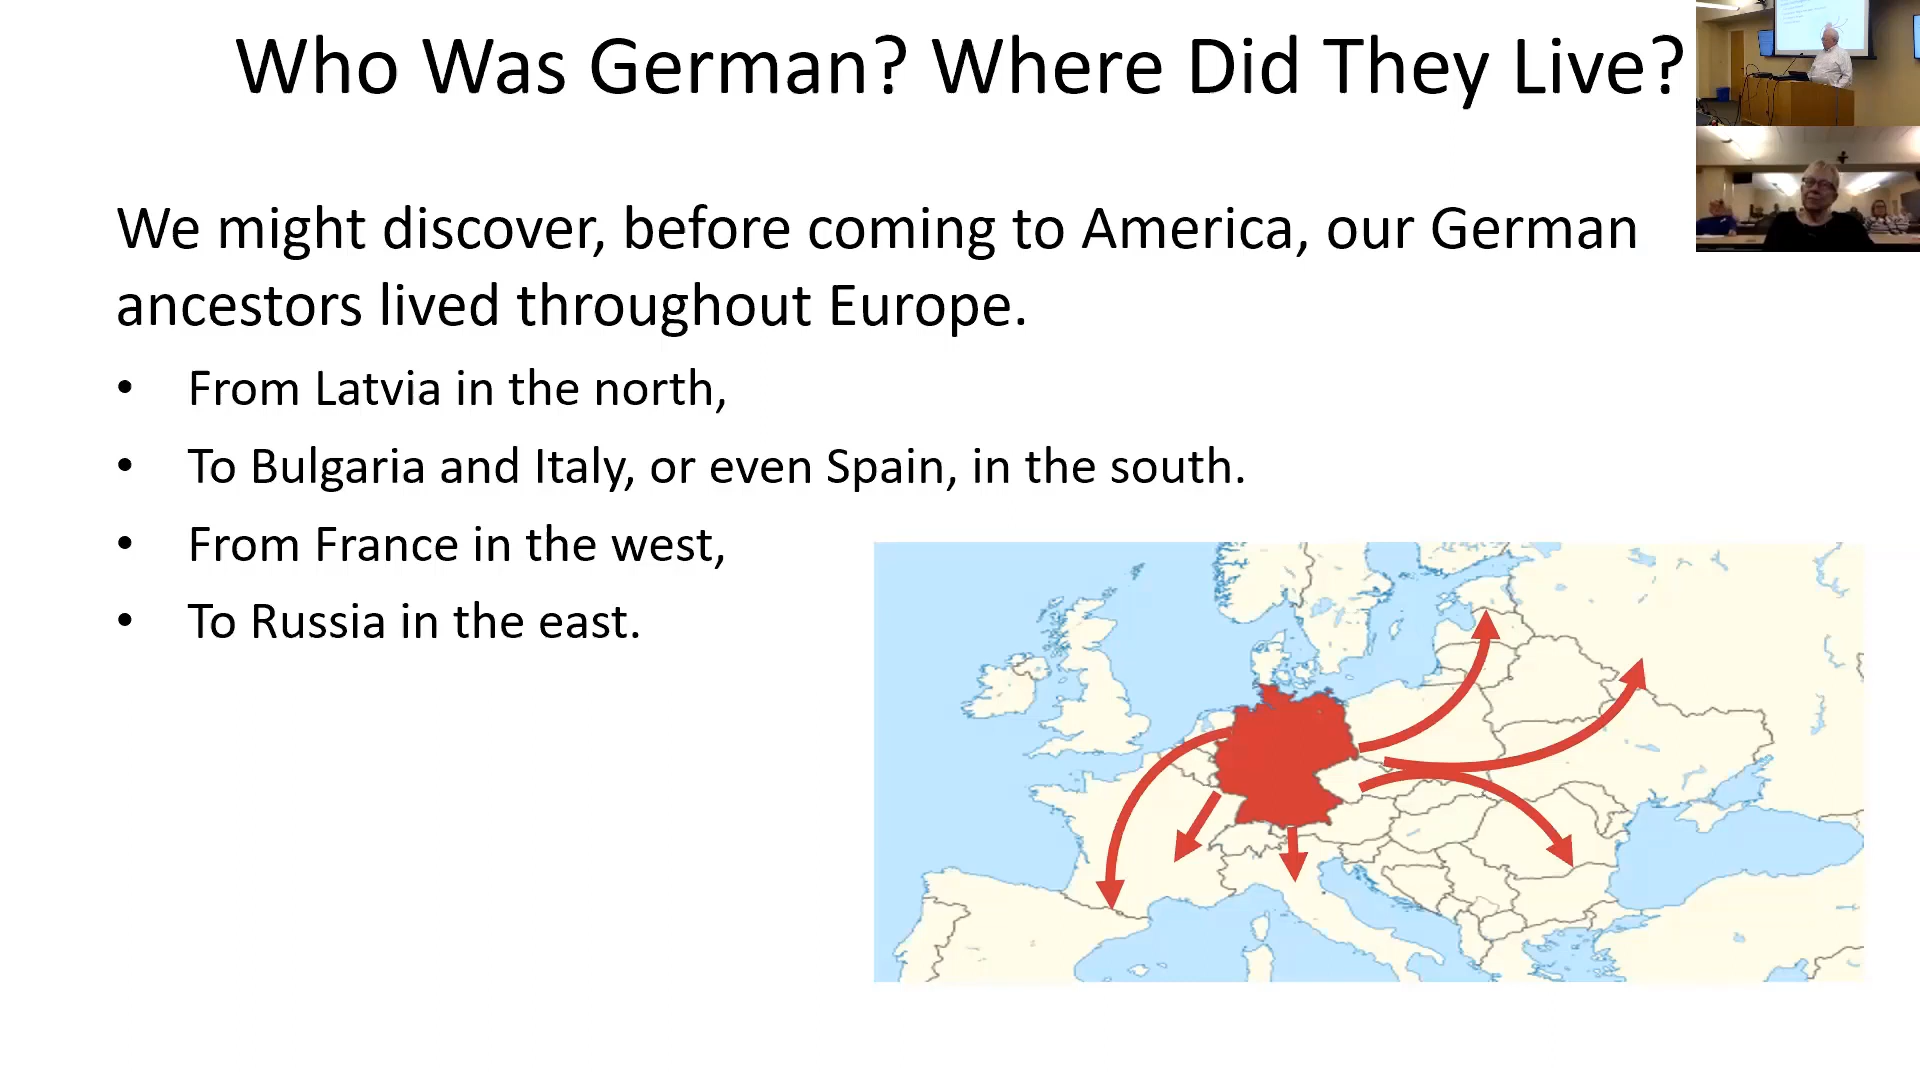 Who Was German? Where Did They Live?
We might discover, before coming to America, our German
ancestors lived throughout Europe.
• From Latvia in the north,
• To Bulgaria and Italy, or even Spain, in the south.
• From France in the west,
• To Russia in the east.